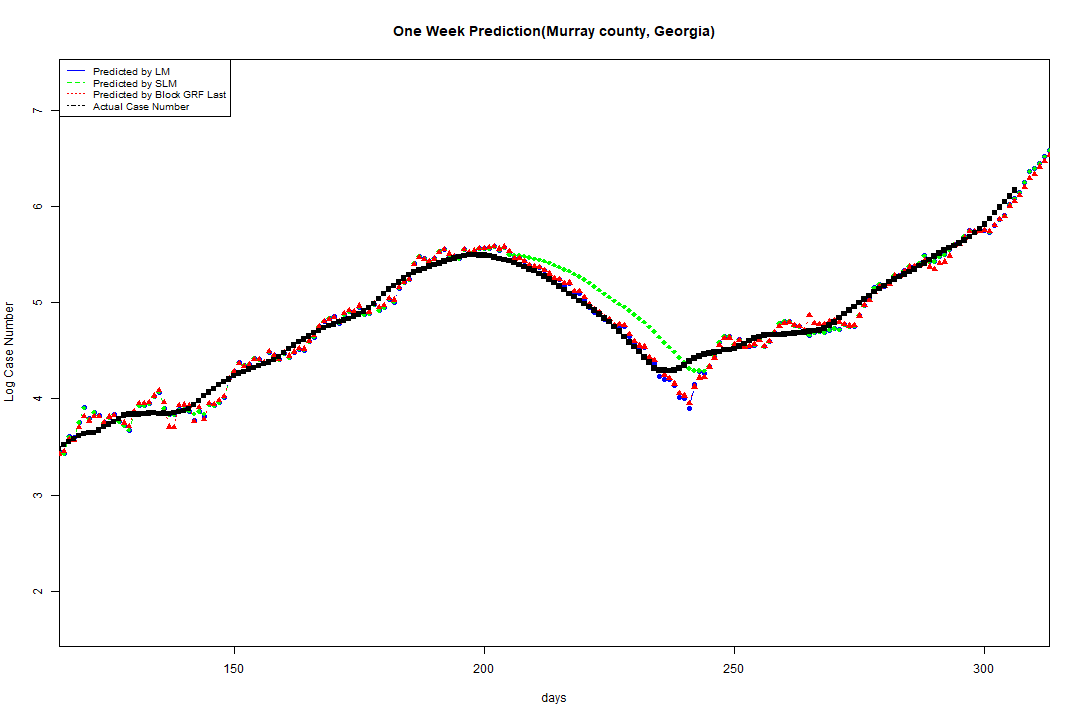 One Week Prediction(Murray county, Georgia)
Predicted by LM
Predicted by SLM
Predicted by Block GRF Last
Actual Case Number
7
6
5
4
3
2
Log Case Number
150 200 250 300
days